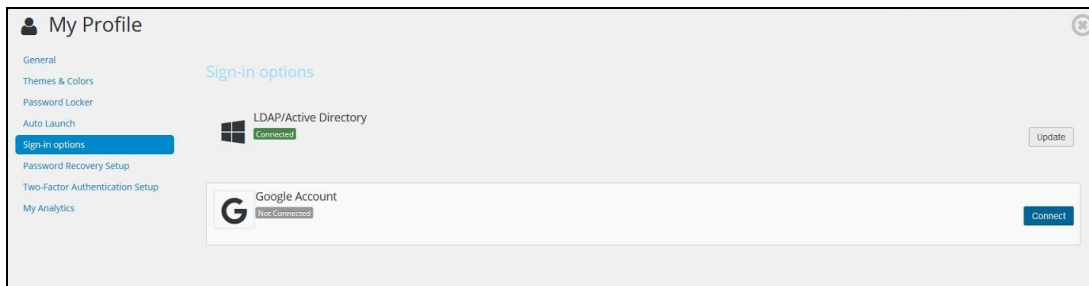 My Profile
General
Themes & Colors
Password Locker
Auto Launch
Sign-in options
Password Recovery Setup
Two-Factor Authentication Setup
My Analytics
Sign-in options
LDAP/Active Directory
Connected
Update
Google Account
Not Connected
Connect